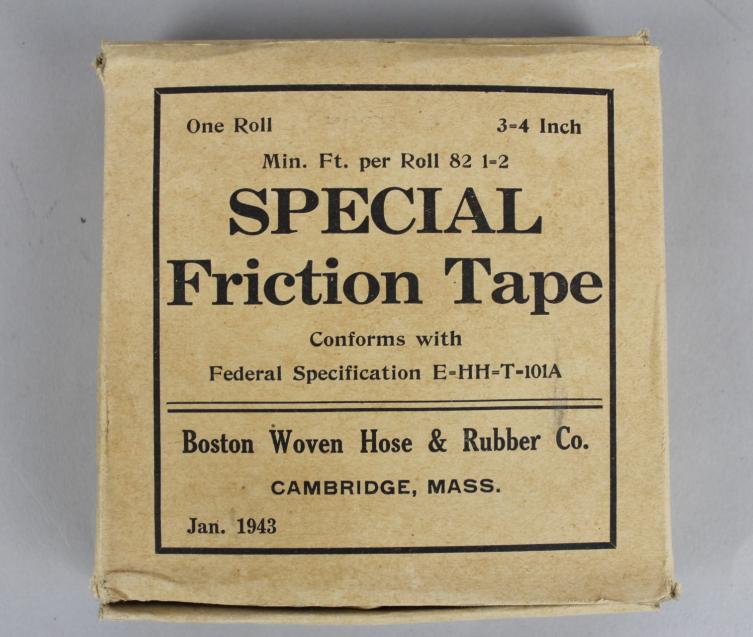 One Roll 3=4 Inch
Min. Ft. per Roll 82 1=2
SPECIAL
Friction Tape
Conforms with
Federal Specification E=HH=T=101A
Boston Woven Hose & Rubber Co.
CAMBRIDGE, MASS.
Jan. 1943